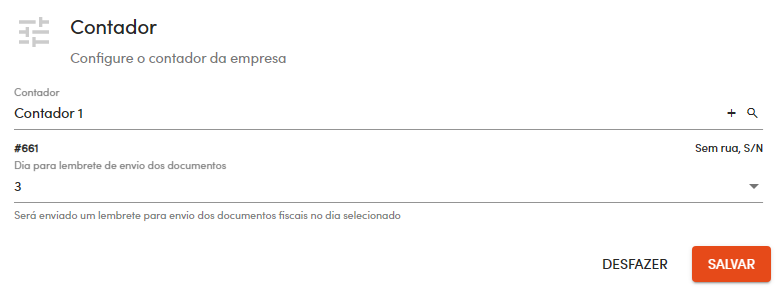 Contador
Configure o contador da empresa
Contador
Contador 1
#661 Sem rua, S/N
Dia para lembrete de envio dos documentos
3
Será enviado um lembrete para envio dos documentos fiscais no dia selecionado
DESFAZER SALVAR